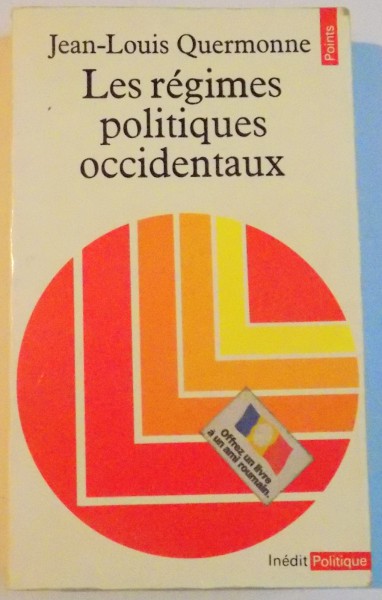 Jean-Louis Quermonne
Points
Les régimes
politiques
occidentaux
Offrez un livre
à un ami roumain.
Inédit Politique